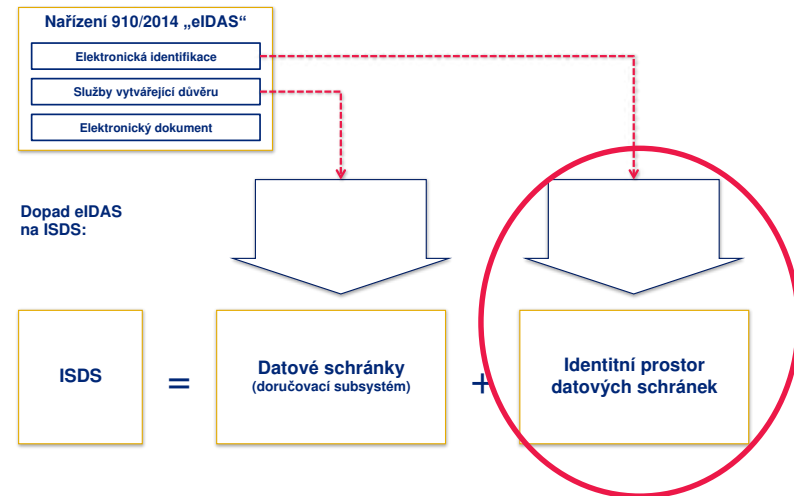 Nařízení 910/2014 „eIDAS“
Elektronická identifikace
Služby vytvářející důvěru
Elektronický dokument
Dopad eIDAS
na ISDS:
ISDS
=
Datové schránky
(doručovací subsystém)
+
Identitní prostor
datových schránek